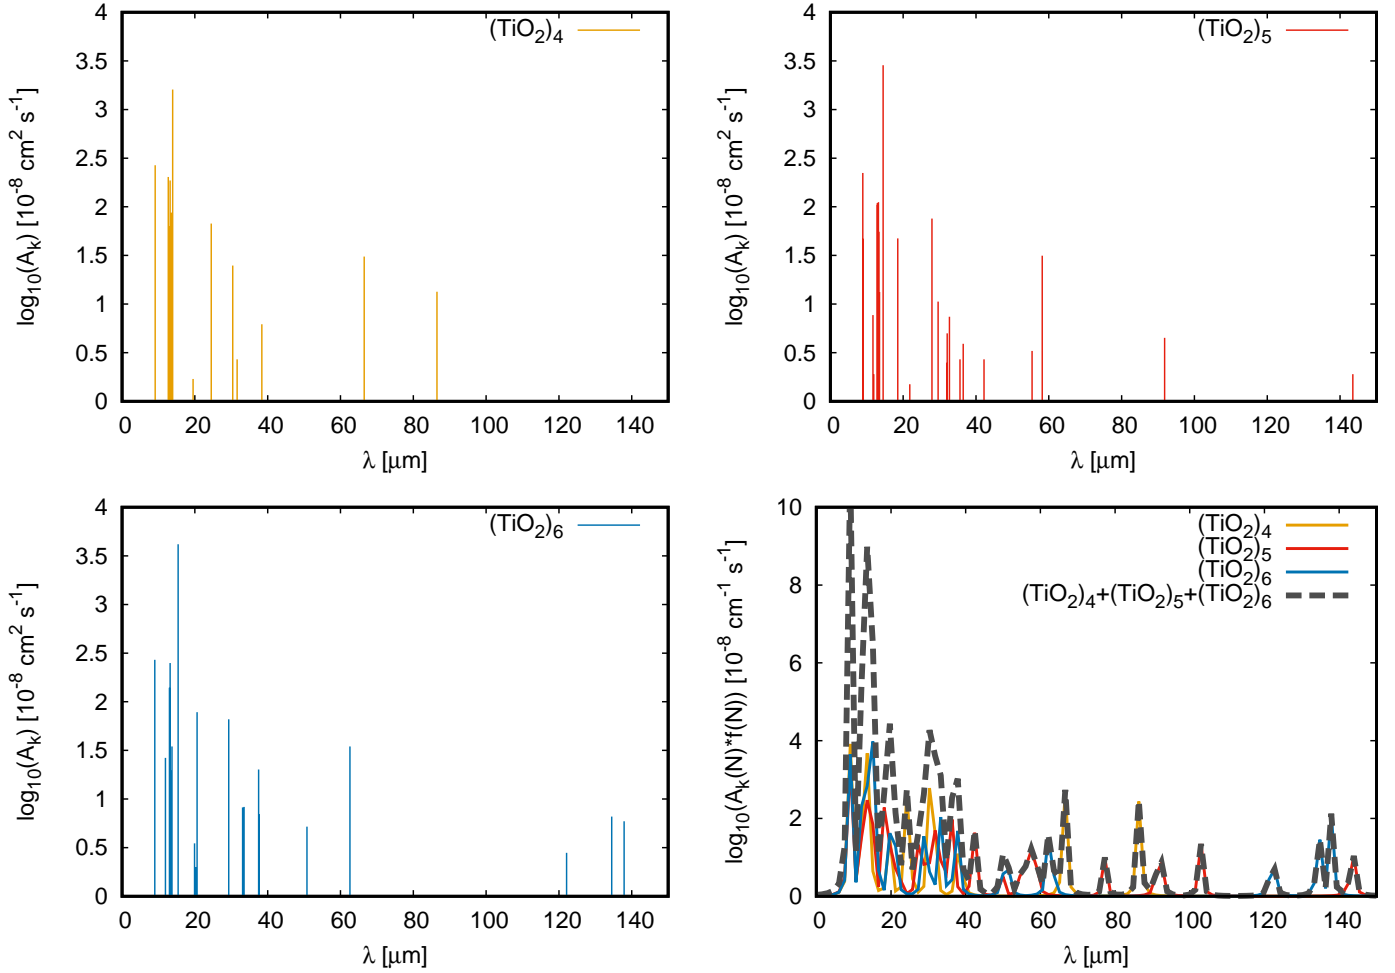 (TiO2)4
log10(Ak) [10-8 cm2 s-1]
4
3.5
3
2.5
2
1.5
1
0.5
0
0 20 40 60 80 100 120 140
λ [μm]
(TiO2)5
log10(Ak) [10-8 cm2 s-1]
4
3.5
3
2.5
2
1.5
1
0.5
0
0 20 40 60 80 100 120 140
λ [μm]
(TiO2)6
log10(Ak) [10-8 cm2 s-1]
4
3.5
3
2.5
2
1.5
1
0.5
0
0 20 40 60 80 100 120 140
λ [μm]
(TiO2)4
(TiO2)5
(TiO2)6
(TiO2)4+(TiO2)5+(TiO2)6
log10(Ak(N)*f(N)) [10-8 cm-1 s-1]
10
8
6
4
2
0
0 20 40 60 80 100 120 140
λ [μm]